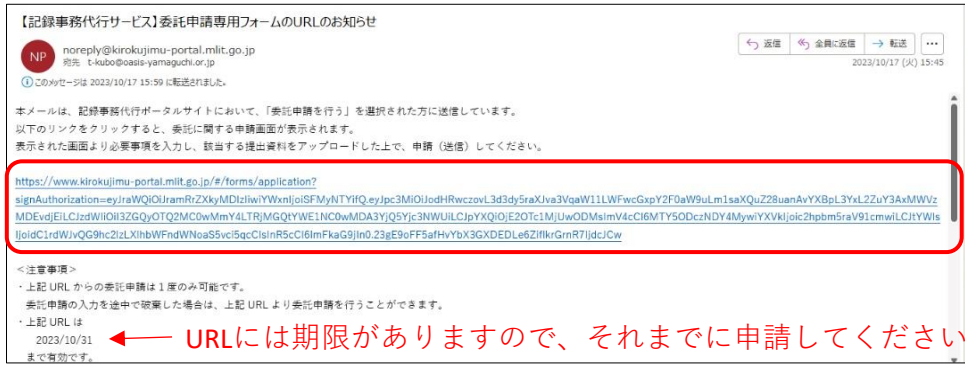 【記録事務代行サービス】委託申請専用フォームのURLのお知らせ
NP
noreply@kirokujimu-portal.mlit.go.jp
宛先 t-kubo@oasis-yamaguchi.or.jp
返信
全員に返信
転送
2023/10/17 (火) 15:45
このメッセージは 2023/10/17 15:59 に転送されました。
本メールは、記録事務代行ポータルサイトにおいて、「委託申請を行う」を選択された方に送信しています。
以下のリンクをクリックすると、委託に関する申請画面が表示されます。
表示された画面より必要事項を入力し、該当する提出資料をアップロードした上で、申請（送信）してください。
https://www.kirokujimu-portal.mlit.go.jp/#/forms/application?
＜注意事項＞
・上記 URL からの委託申請は 1 度のみ可能です。
委託申請の入力を途中で破棄した場合は、上記 URL より委託申請を行うことができます。
・上記 URL は
2023/10/31
URLには期限がありますので、それまでに申請してください
まで有効です。